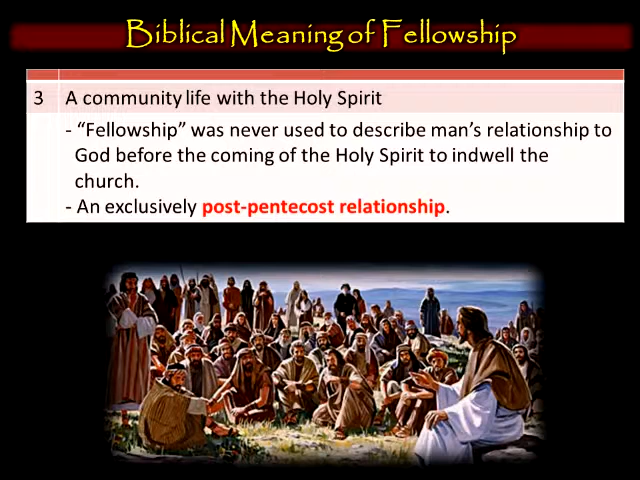 Biblical Meaning of Fellowship
3 A community life with the Holy Spirit
- “Fellowship” was never used to describe man’s relationship to
God before the coming of the Holy Spirit to indwell the
church.
- An exclusively post-pentecost relationship.